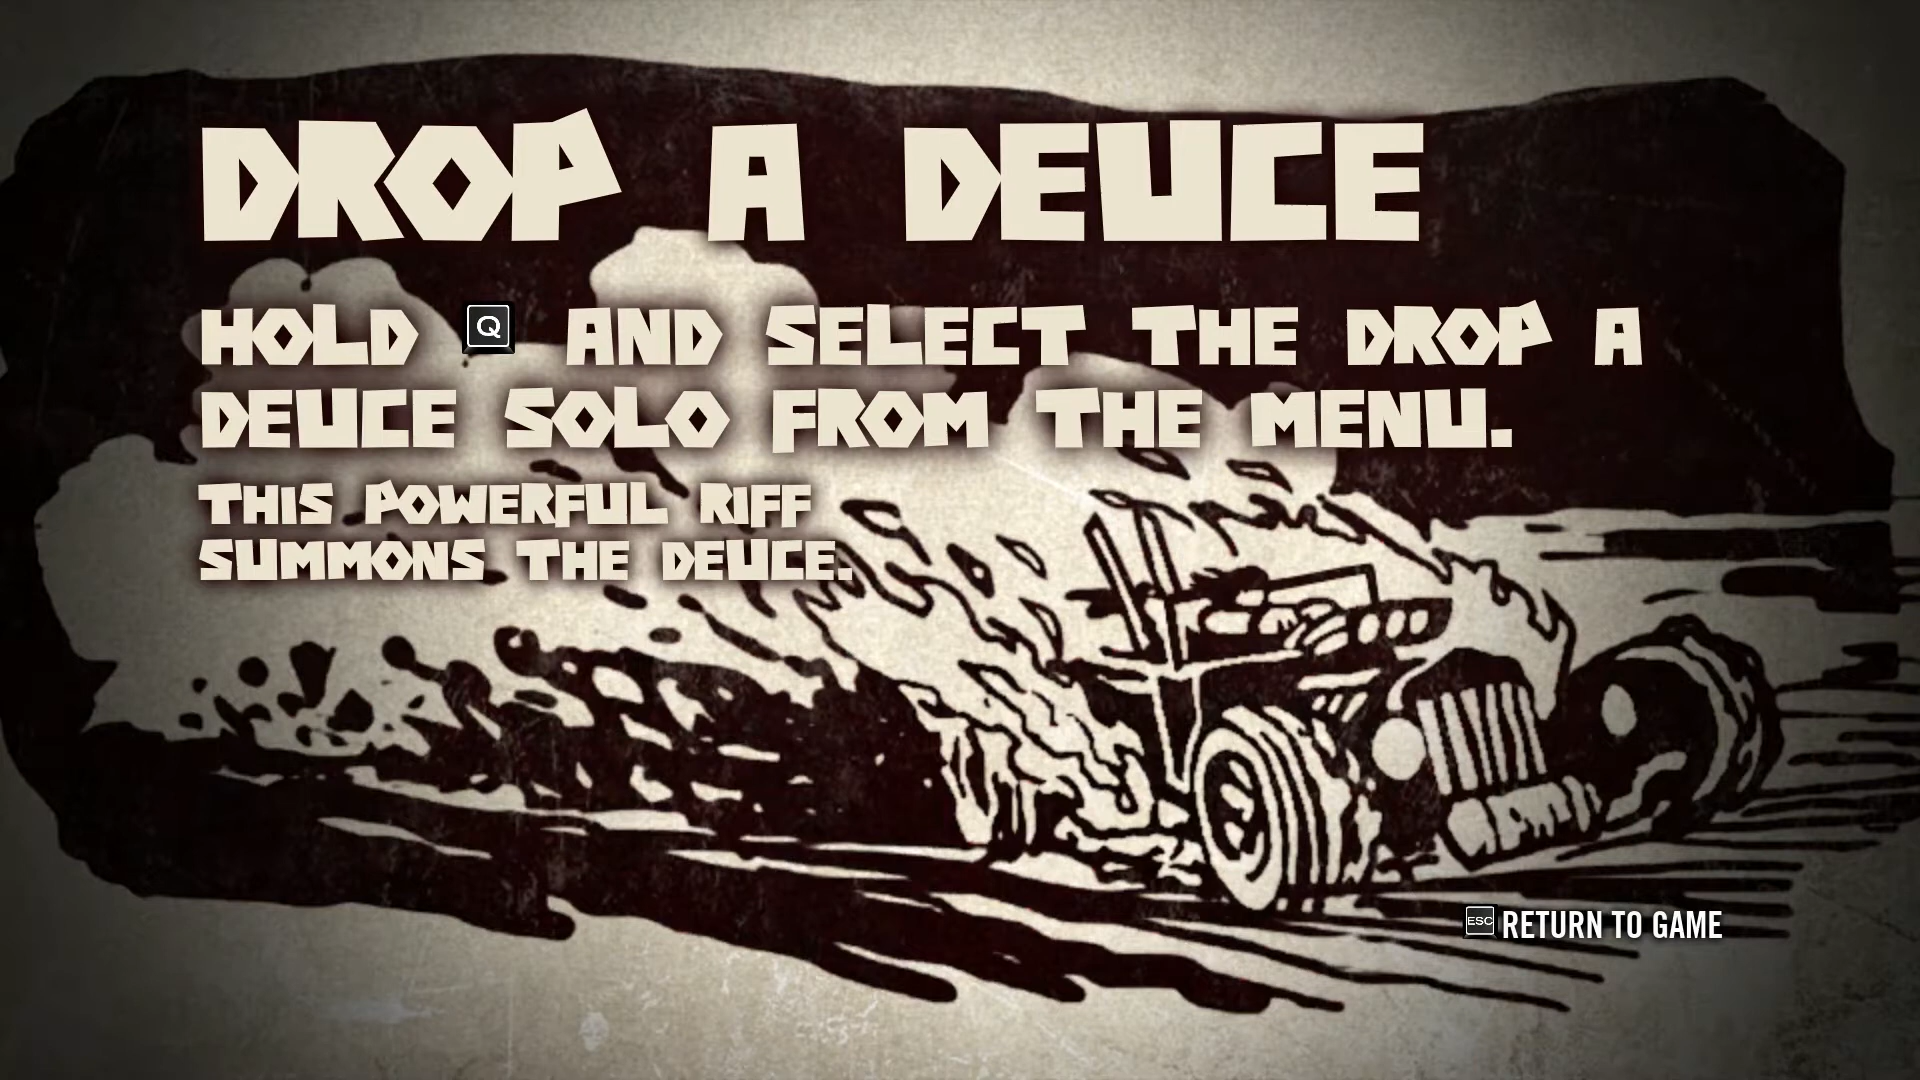 DROP A DEUCE
HOLD Q AND SELECT THE DROP A
DEUCE SOLO FROM THE MENU.
THIS POWERFUL RIFF
SUMMONS THE DEUCE.
ESC RETURN TO GAME